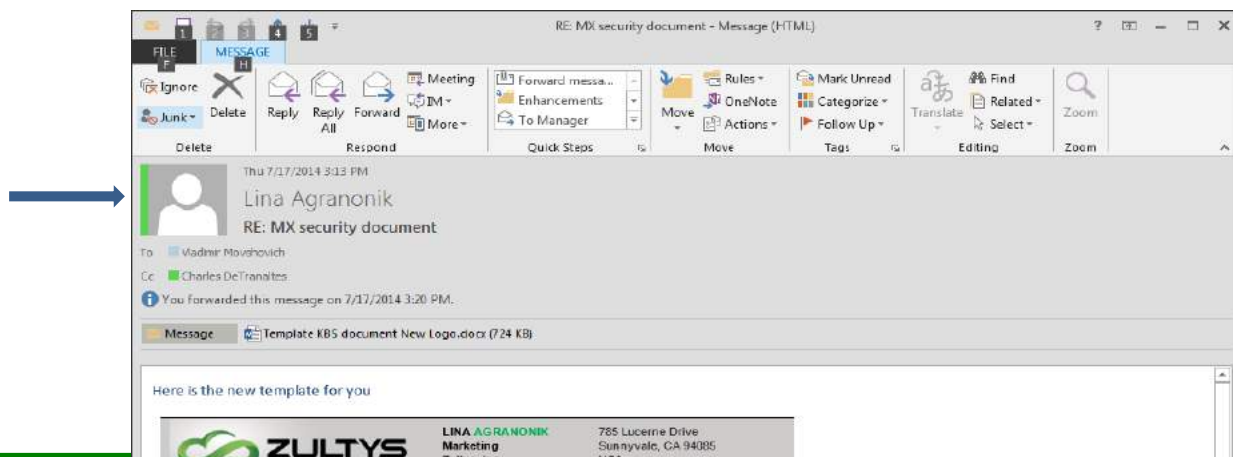 RE: MX security document - Message (HTML)
1 2 3 4 5
FILE MESSAGE
F H
Ignore
Junk
Delete
Reply
Reply All
Forward
Meeting
IM
More
Forward messa...
Enhancements
To Manager
Move
Rules
OneNote
Actions
Mark Unread
Categorize
Follow Up
Translate
Find
Related
Select
Zoom
Delete Respond Quick Steps Move Tags Editing Zoom
Thu 7/17/2014 3:13 PM
Lina Agranonik
RE: MX security document
To Vladimir Movshovich
Cc Charles DeTranaltes
You forwarded this message on 7/17/2014 3:20 PM.
Message Template KBS document New Logo.docx (724 KB)
Here is the new template for you
ZULTYS
LINA AGRANONIK 785 Lucerne Drive
Marketing Sunnyvale, CA 94085